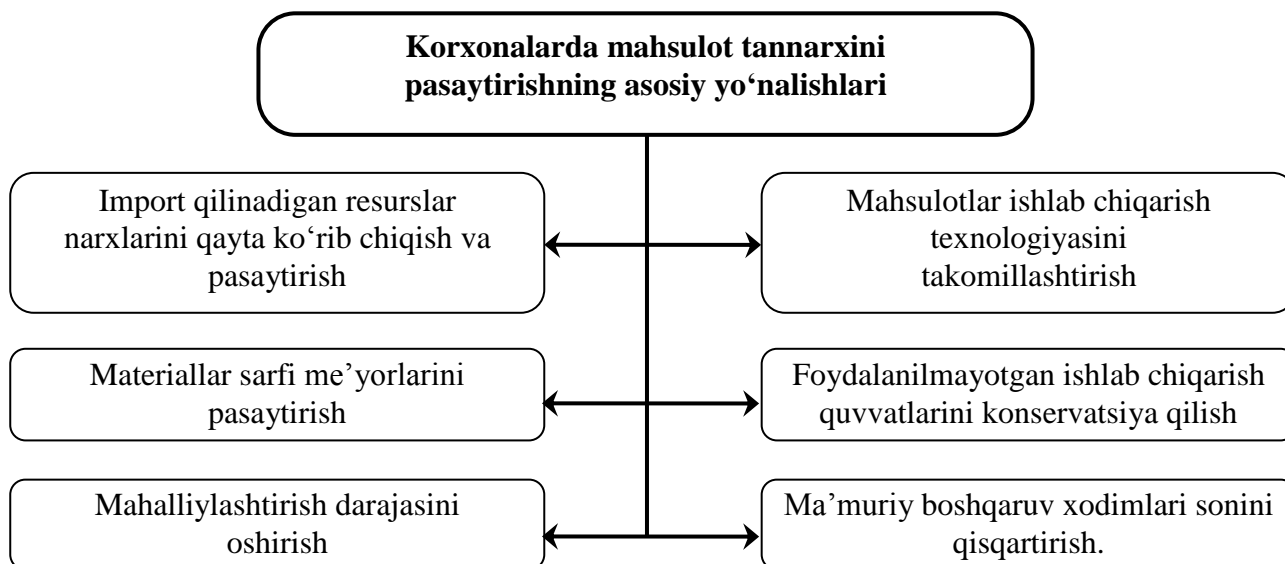 Korxonalarda mahsulot tannarxini
pasaytirishning asosiy yo‘nalishlari
Import qilinadigan resurslar
narxlarini qayta ko‘rib chiqish va
pasaytirish
Mahsulotlar ishlab chiqarish
texnologiyasini
takomillashtirish
Materiallar sarfi me’yorlarini
pasaytirish
Foydalanilmayotgan ishlab chiqarish
quvvatlarini konservatsiya qilish
Mahalliylashtirish darajasini
oshirish
Ma’muriy boshqaruv xodimlari sonini
qisqartirish.